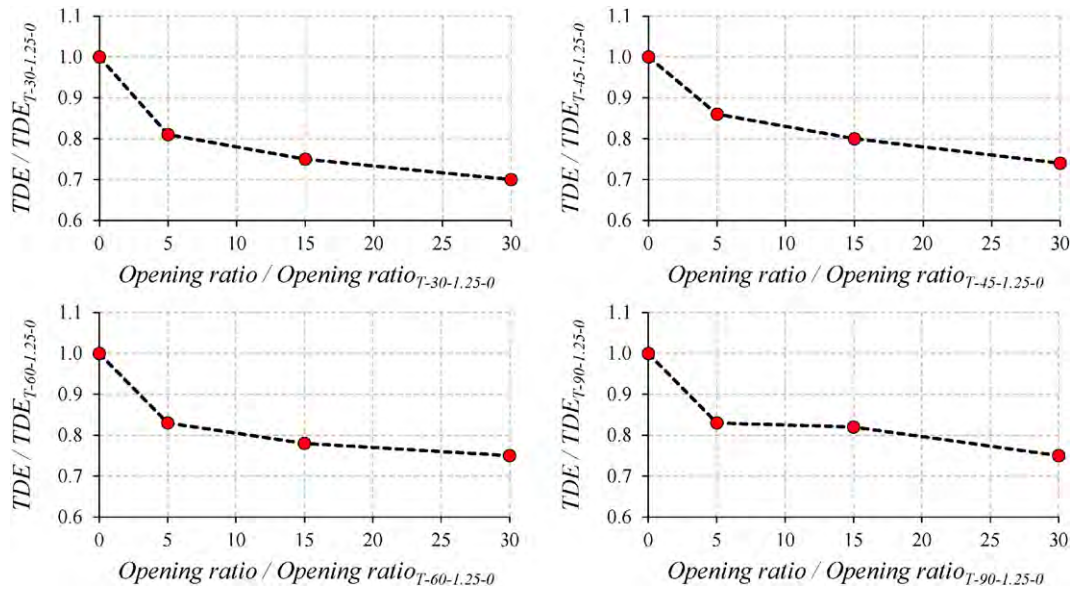 TDE / TDE_T-30-1.25-0
1.1
1.0
0.9
0.8
0.7
0.6
0 5 10 15 20 25 30
Opening ratio / Opening ratio_T-30-1.25-0
TDE / TDE_T-45-1.25-0
1.1
1.0
0.9
0.8
0.7
0.6
0 5 10 15 20 25 30
Opening ratio / Opening ratio_T-45-1.25-0
TDE / TDE_T-60-1.25-0
1.1
1.0
0.9
0.8
0.7
0.6
0 5 10 15 20 25 30
Opening ratio / Opening ratio_T-60-1.25-0
TDE / TDE_T-90-1.25-0
1.1
1.0
0.9
0.8
0.7
0.6
0 5 10 15 20 25 30
Opening ratio / Opening ratio_T-90-1.25-0